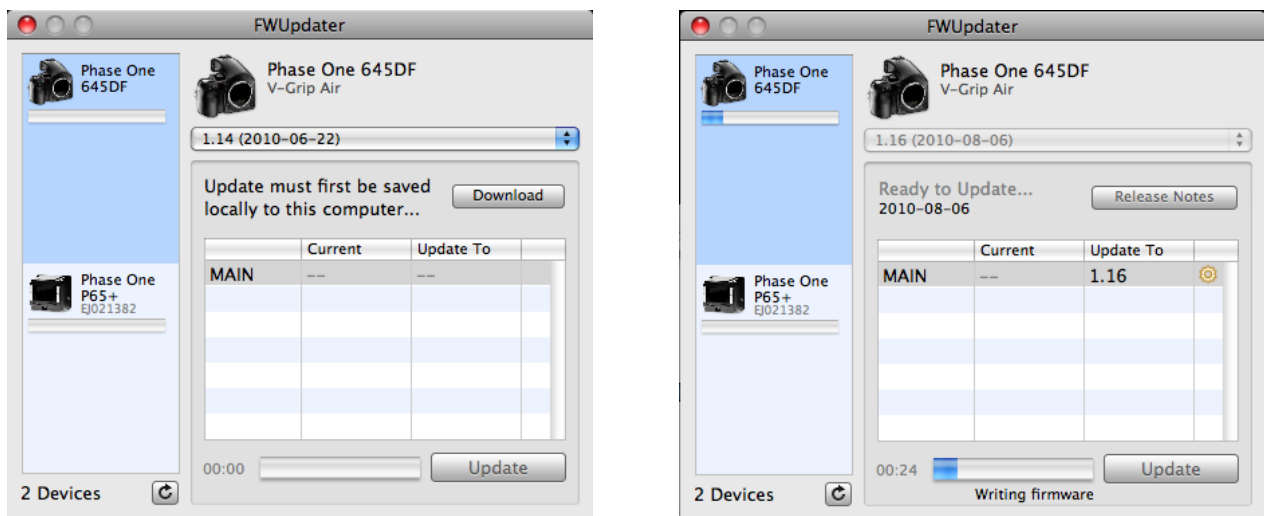 FWUpdater
Phase One
645DF
Phase One 645DF
V-Grip Air
1.14 (2010-06-22)
Update must first be saved
locally to this computer...
Download
Current Update To
MAIN -- --
Phase One
P65+
EJ021382
00:00 Update
2 Devices
FWUpdater
Phase One
645DF
Phase One 645DF
V-Grip Air
1.16 (2010-08-06)
Ready to Update...
2010-08-06
Release Notes
Current Update To
MAIN -- 1.16
Phase One
P65+
EJ021382
00:24 Update
Writing firmware
2 Devices